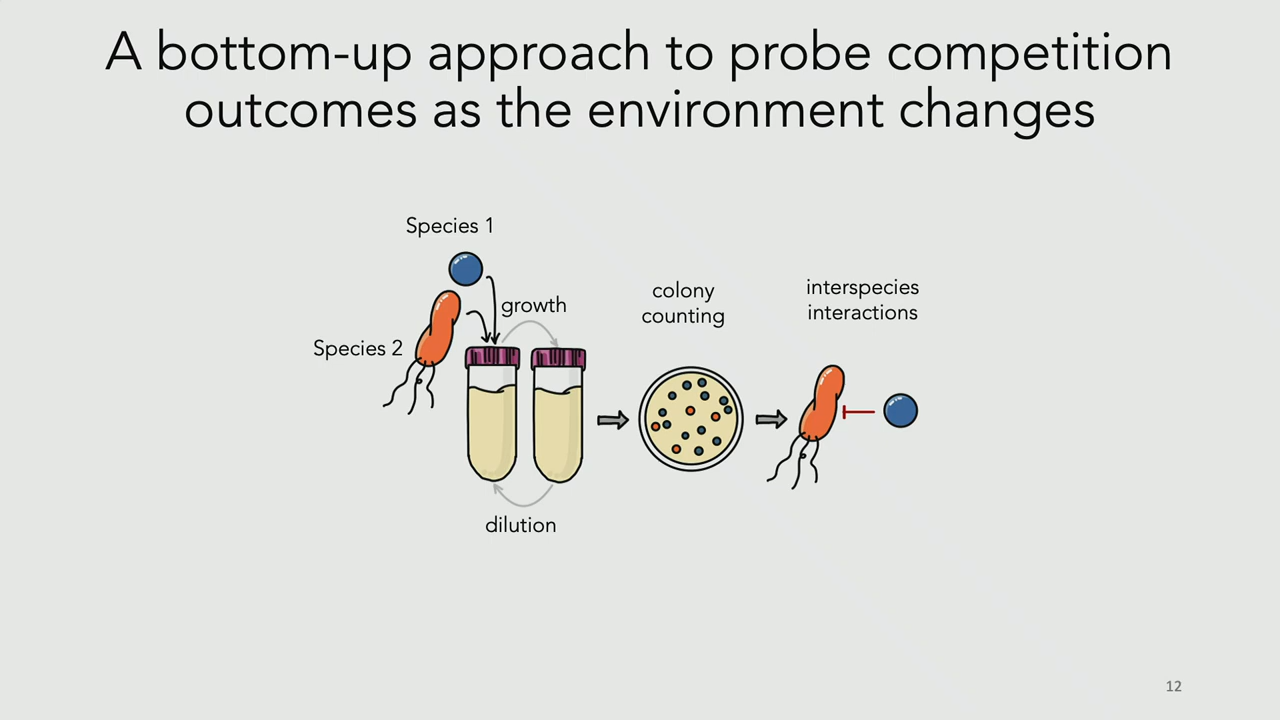 A bottom-up approach to probe competition
outcomes as the environment changes
Species 1
Species 2
growth
dilution
colony
counting
interspecies
interactions
12